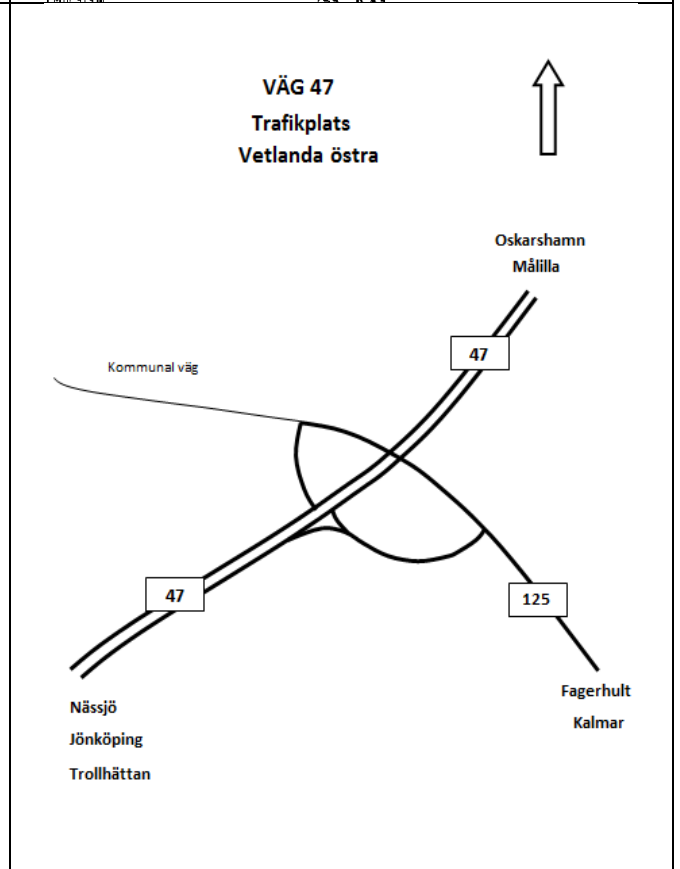 VÄG 47
Trafikplats
Vetlanda östra
Oskarshamn
Målilla
47
Kommunal väg
47
125
Fagerhult
Kalmar
Nässjö
Jönköping
Trollhättan